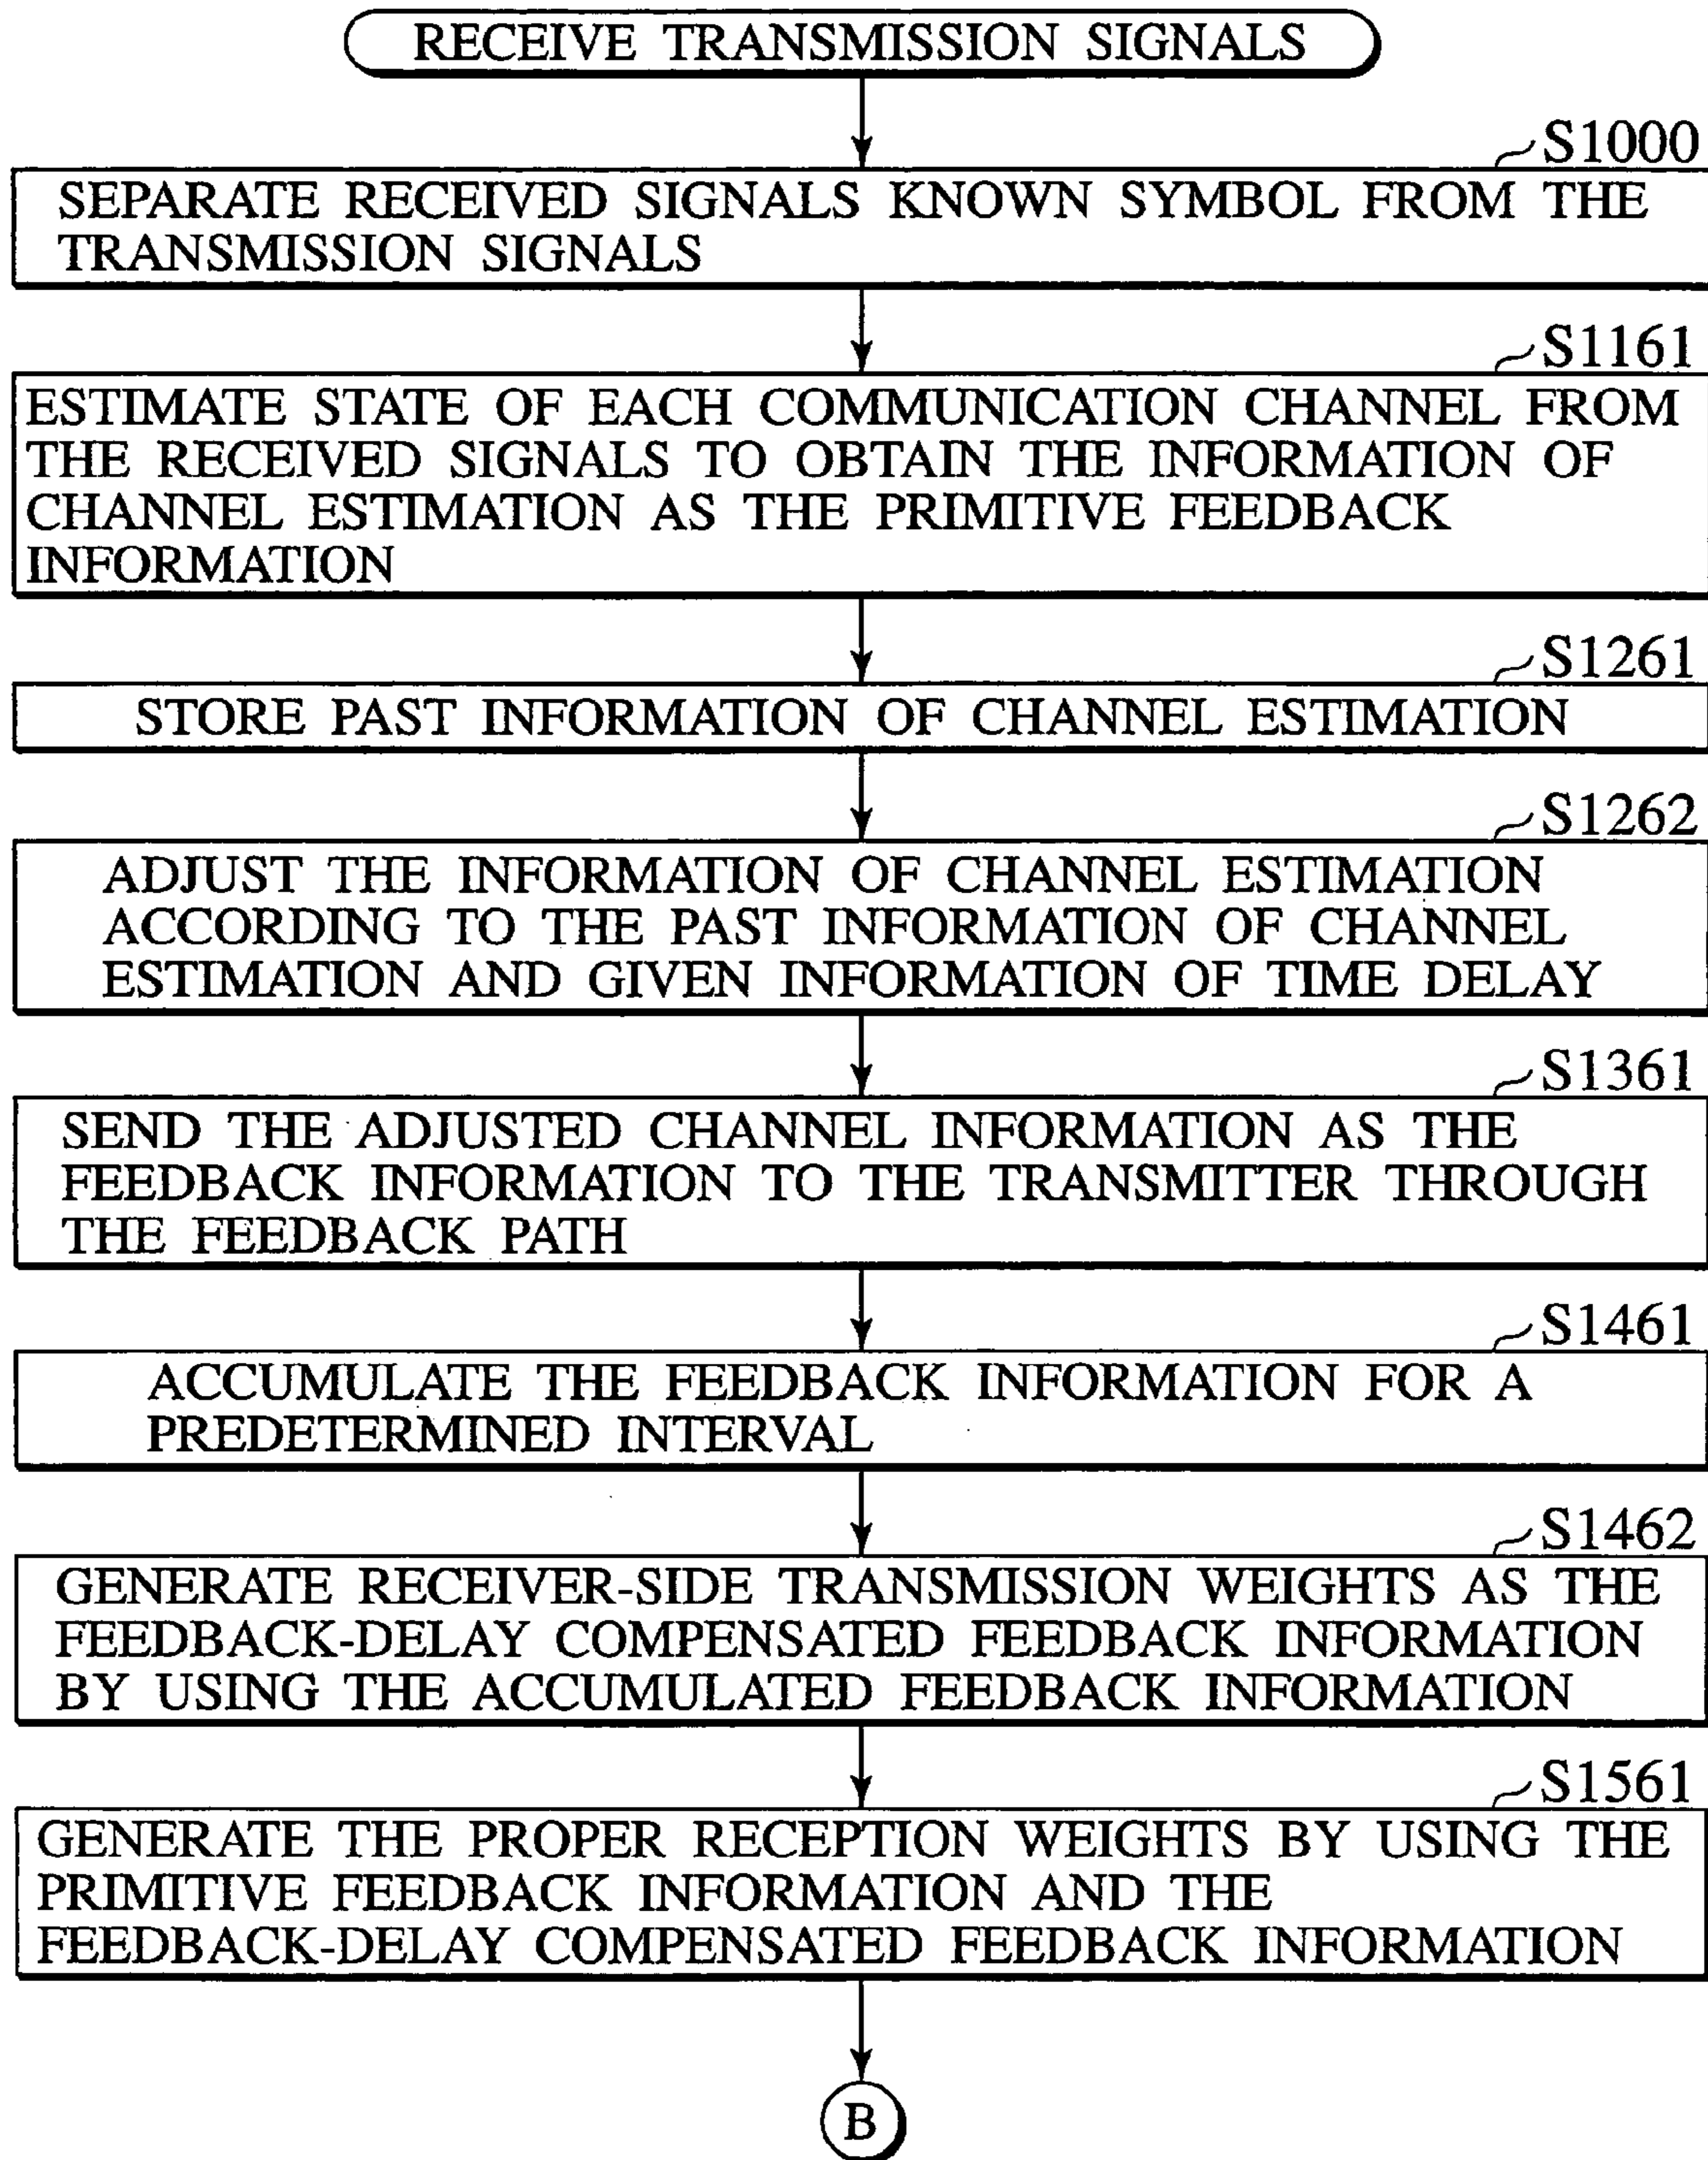 RECEIVE TRANSMISSION SIGNALS
S1000
SEPARATE RECEIVED SIGNALS KNOWN SYMBOL FROM THE
TRANSMISSION SIGNALS
S1161
ESTIMATE STATE OF EACH COMMUNICATION CHANNEL FROM
THE RECEIVED SIGNALS TO OBTAIN THE INFORMATION OF
CHANNEL ESTIMATION AS THE PRIMITIVE FEEDBACK
INFORMATION
S1261
STORE PAST INFORMATION OF CHANNEL ESTIMATION
S1262
ADJUST THE INFORMATION OF CHANNEL ESTIMATION
ACCORDING TO THE PAST INFORMATION OF CHANNEL
ESTIMATION AND GIVEN INFORMATION OF TIME DELAY
S1361
SEND THE ADJUSTED CHANNEL INFORMATION AS THE
FEEDBACK INFORMATION TO THE TRANSMITTER THROUGH
THE FEEDBACK PATH
S1461
ACCUMULATE THE FEEDBACK INFORMATION FOR A
PREDETERMINED INTERVAL
S1462
GENERATE RECEIVER-SIDE TRANSMISSION WEIGHTS AS THE
FEEDBACK-DELAY COMPENSATED FEEDBACK INFORMATION
BY USING THE ACCUMULATED FEEDBACK INFORMATION
S1561
GENERATE THE PROPER RECEPTION WEIGHTS BY USING THE
PRIMITIVE FEEDBACK INFORMATION AND THE
FEEDBACK-DELAY COMPENSATED FEEDBACK INFORMATION
B